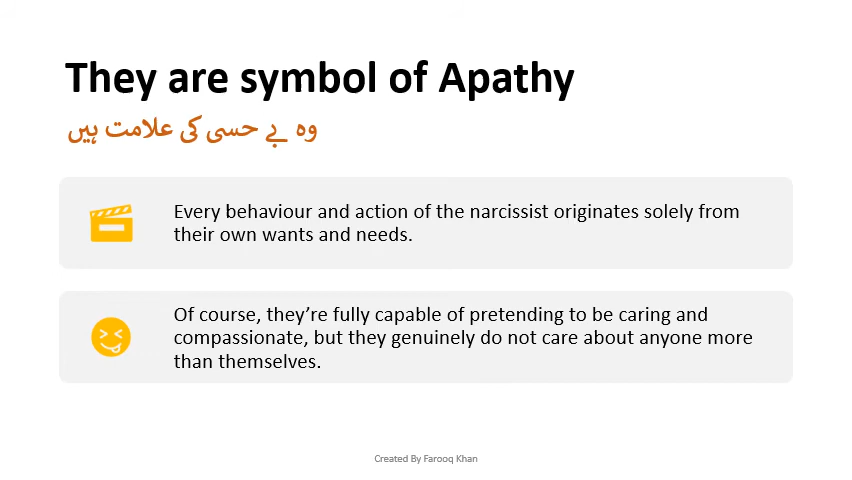 They are symbol of Apathy
وہ بے حسی کی علامت ہیں
Every behaviour and action of the narcissist originates solely from
their own wants and needs.
Of course, they’re fully capable of pretending to be caring and
compassionate, but they genuinely do not care about anyone more
than themselves.
Created By Farooq Khan